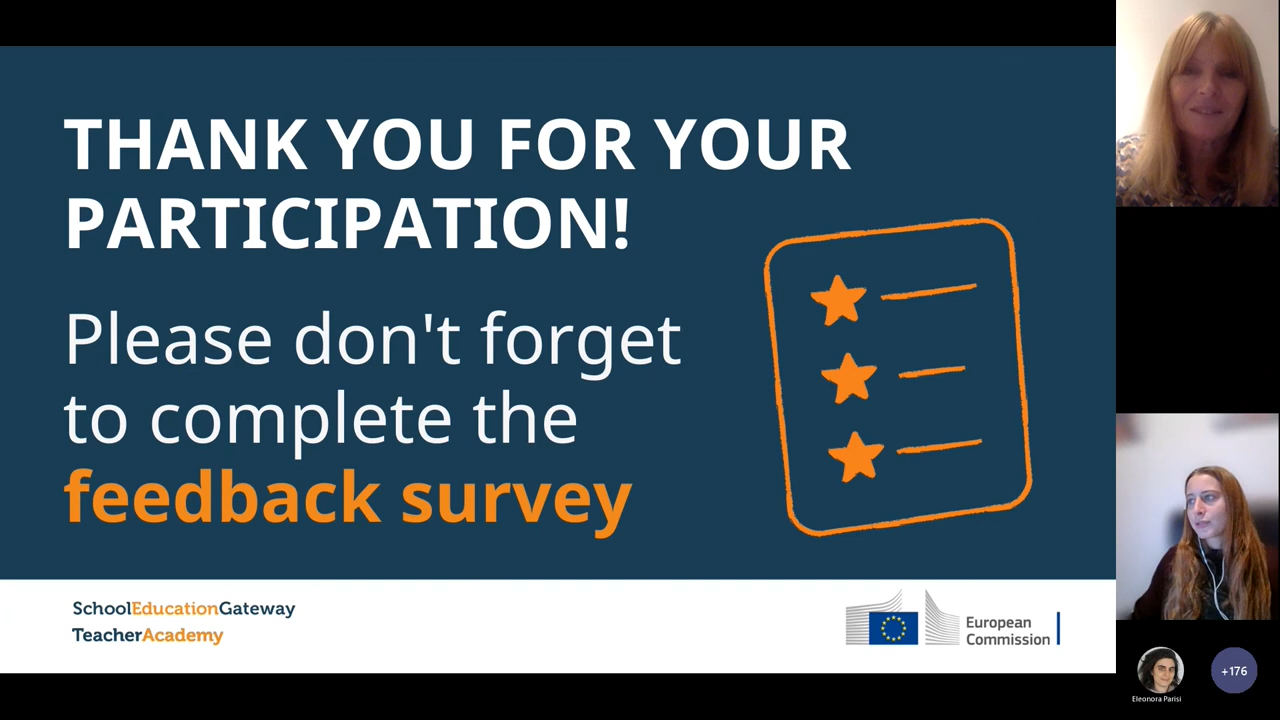 THANK YOU FOR YOUR
PARTICIPATION!
Please don't forget
to complete the
feedback survey
SchoolEducationGateway
TeacherAcademy
European
Commission
Eleonora Parisi
+176